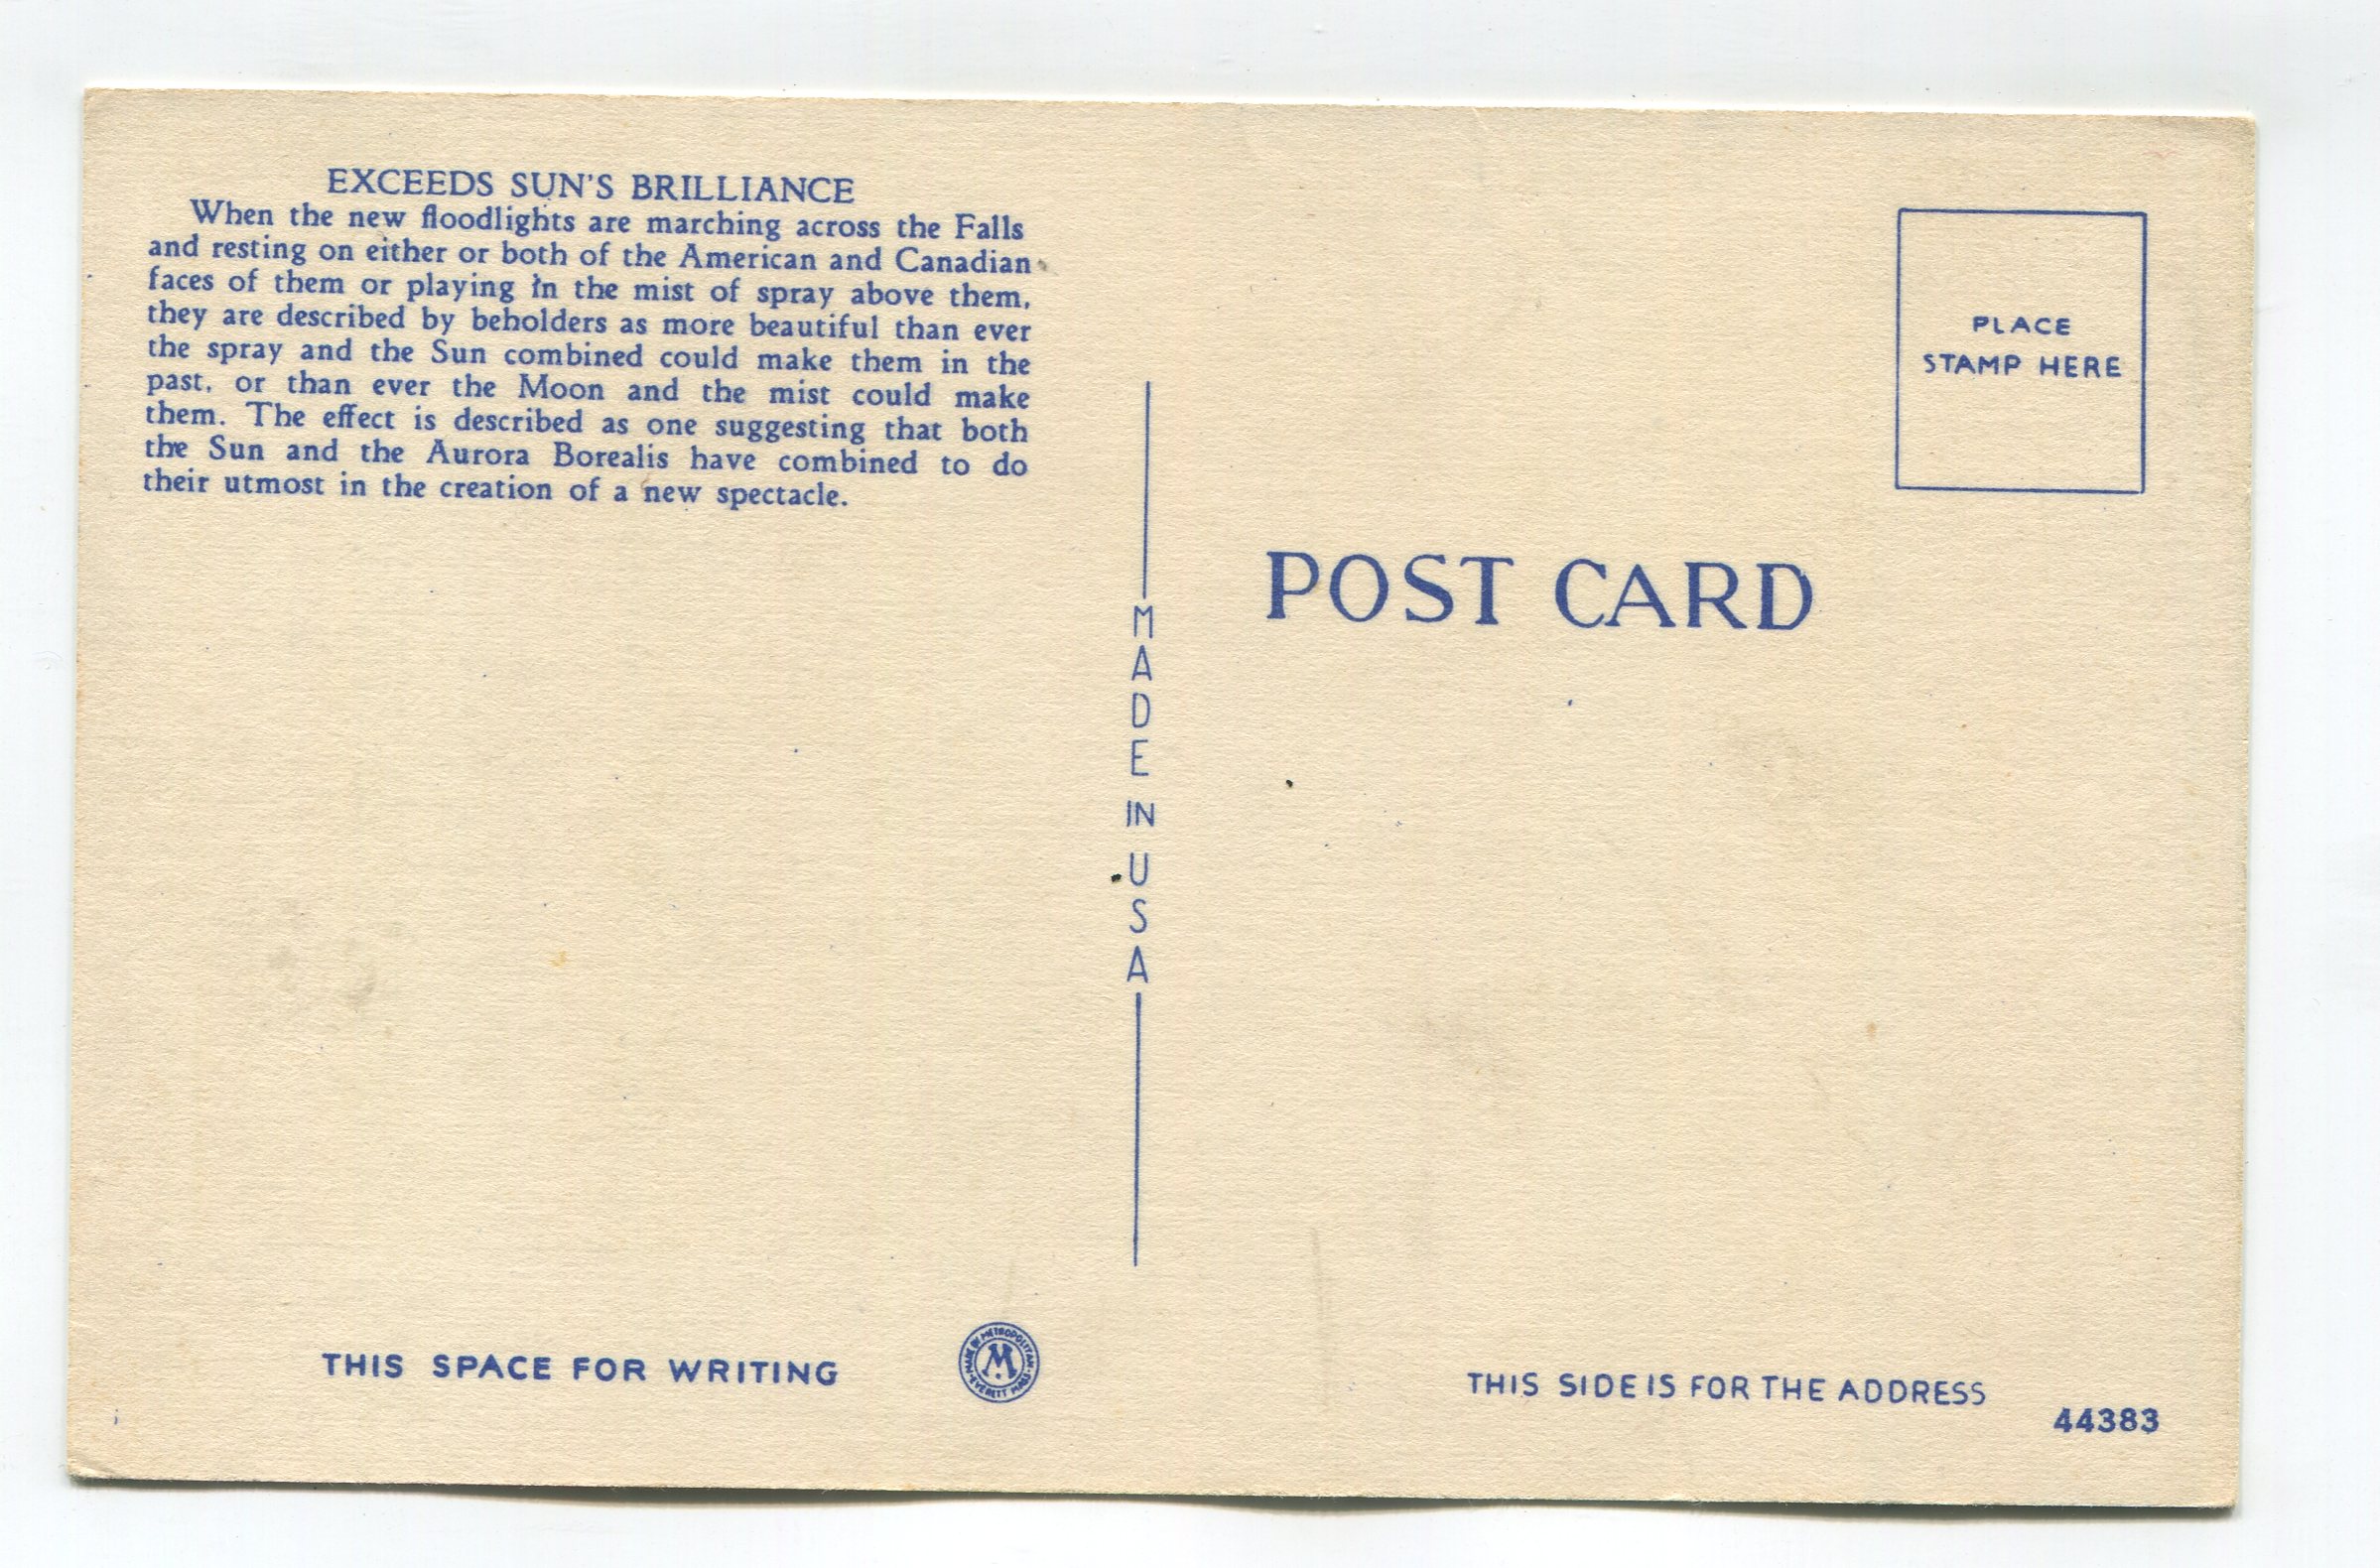 EXCEEDS SUN'S BRILLIANCE
When the new floodlights are marching across the Falls
and resting on either or both of the American and Canadian
faces of them or playing in the mist of spray above them,
they are described by beholders as more beautiful than ever
the spray and the Sun combined could make them in the
past, or than ever the Moon and the mist could make
them. The effect is described as one suggesting that both
the Sun and the Aurora Borealis have combined to do
their utmost in the creation of a new spectacle.
PLACE
STAMP HERE
POST CARD
MADE IN USA
THIS SPACE FOR WRITING
MADE BY METROPOLITAN
M
EVERETT MASS.
THIS SIDE IS FOR THE ADDRESS
44383